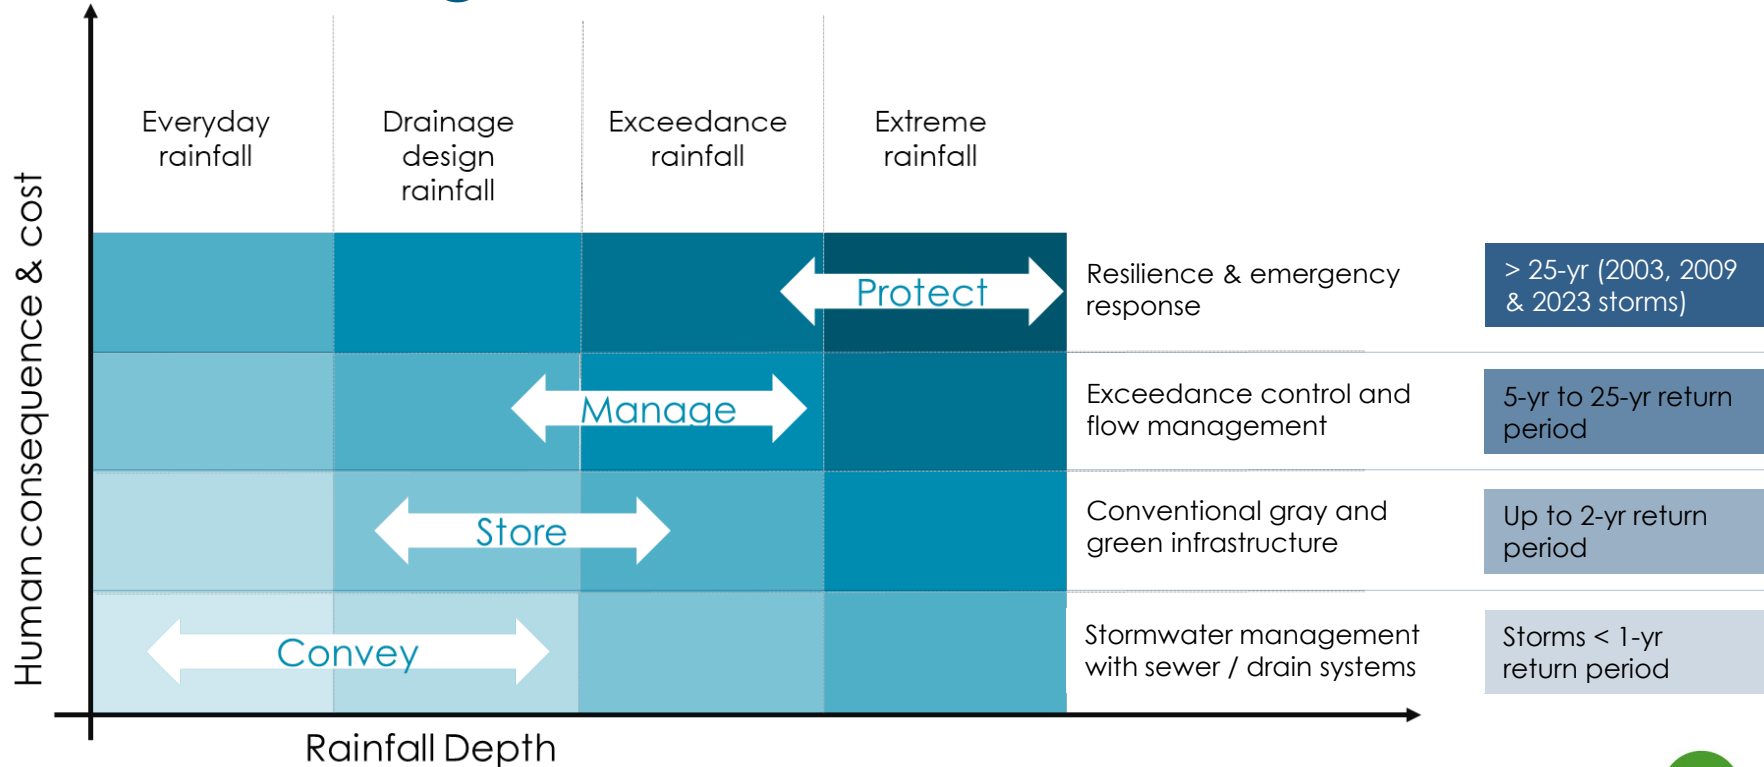 Everyday
rainfall
Drainage
design
rainfall
Exceedance
rainfall
Extreme
rainfall
Human consequence & cost
Protect
Resilience & emergency
response
> 25-yr (2003, 2009
& 2023 storms)
Manage
Exceedance control and
flow management
5-yr to 25-yr return
period
Store
Conventional gray and
green infrastructure
Up to 2-yr return
period
Convey
Stormwater management
with sewer / drain systems
Storms < 1-yr
return period
Rainfall Depth